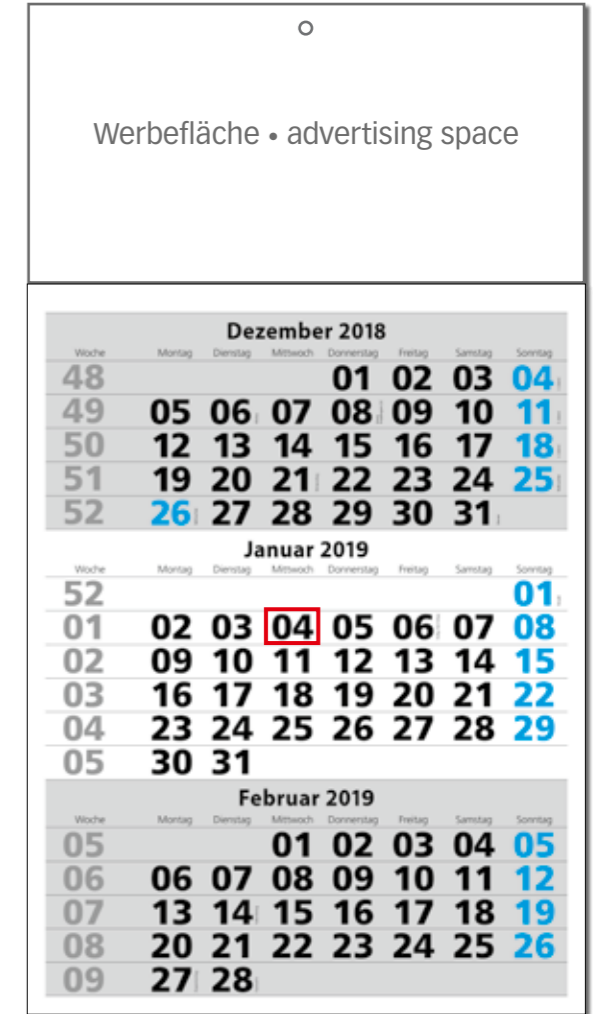 Werbefläche • advertising space
Dezember 2018
Woche Montag Dienstag Mittwoch Donnerstag Freitag Samstag Sonntag
48 01 02 03 04
49 05 06 07 08 09 10 11
50 12 13 14 15 16 17 18
51 19 20 21 22 23 24 25
52 26 27 28 29 30 31
Januar 2019
Woche Montag Dienstag Mittwoch Donnerstag Freitag Samstag Sonntag
52 01
01 02 03 04 05 06 07 08
02 09 10 11 12 13 14 15
03 16 17 18 19 20 21 22
04 23 24 25 26 27 28 29
05 30 31
Februar 2019
Woche Montag Dienstag Mittwoch Donnerstag Freitag Samstag Sonntag
05 01 02 03 04 05
06 06 07 08 09 10 11 12
07 13 14 15 16 17 18 19
08 20 21 22 23 24 25 26
09 27 28